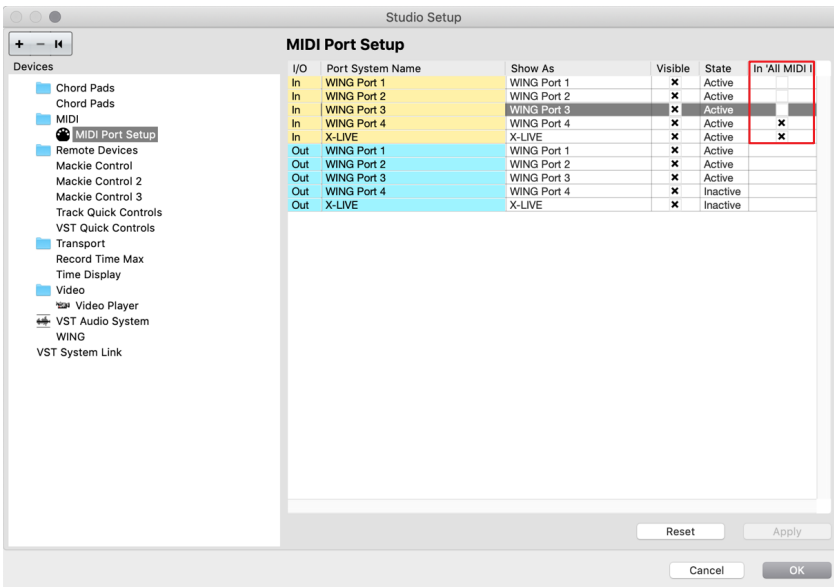 Studio Setup
+ −
Devices
Chord Pads
Chord Pads
MIDI
MIDI Port Setup
Remote Devices
Mackie Control
Mackie Control 2
Mackie Control 3
Track Quick Controls
VST Quick Controls
Transport
Record Time Max
Time Display
Video
Video Player
VST Audio System
WING
VST System Link
MIDI Port Setup
I/O Port System Name Show As Visible State In 'All MIDI I
In WING Port 1 WING Port 1 Active
In WING Port 2 WING Port 2 Active
In WING Port 3 WING Port 3 Active
In WING Port 4 WING Port 4 Active
In X-LIVE X-LIVE Active
Out WING Port 1 WING Port 1 Active
Out WING Port 2 WING Port 2 Active
Out WING Port 3 WING Port 3 Active
Out WING Port 4 WING Port 4 Inactive
Out X-LIVE X-LIVE Inactive
Reset Apply
Cancel OK